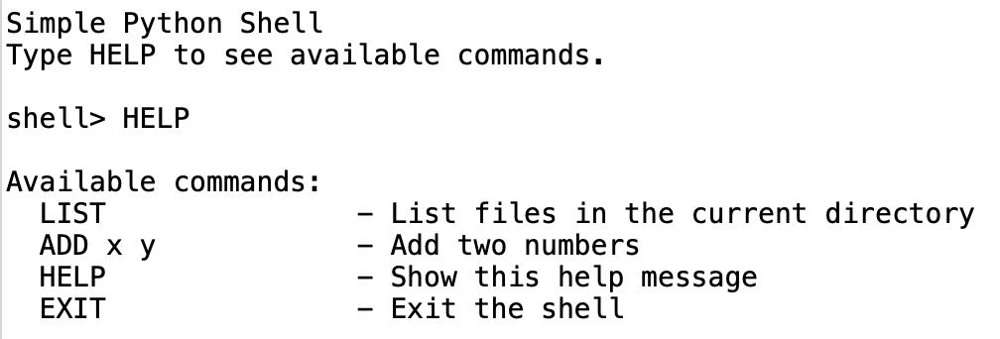 Simple Python Shell
Type HELP to see available commands.
shell> HELP
Available commands:
  LIST               – List files in the current directory
  ADD x y            – Add two numbers
  HELP               – Show this help message
  EXIT               – Exit the shell